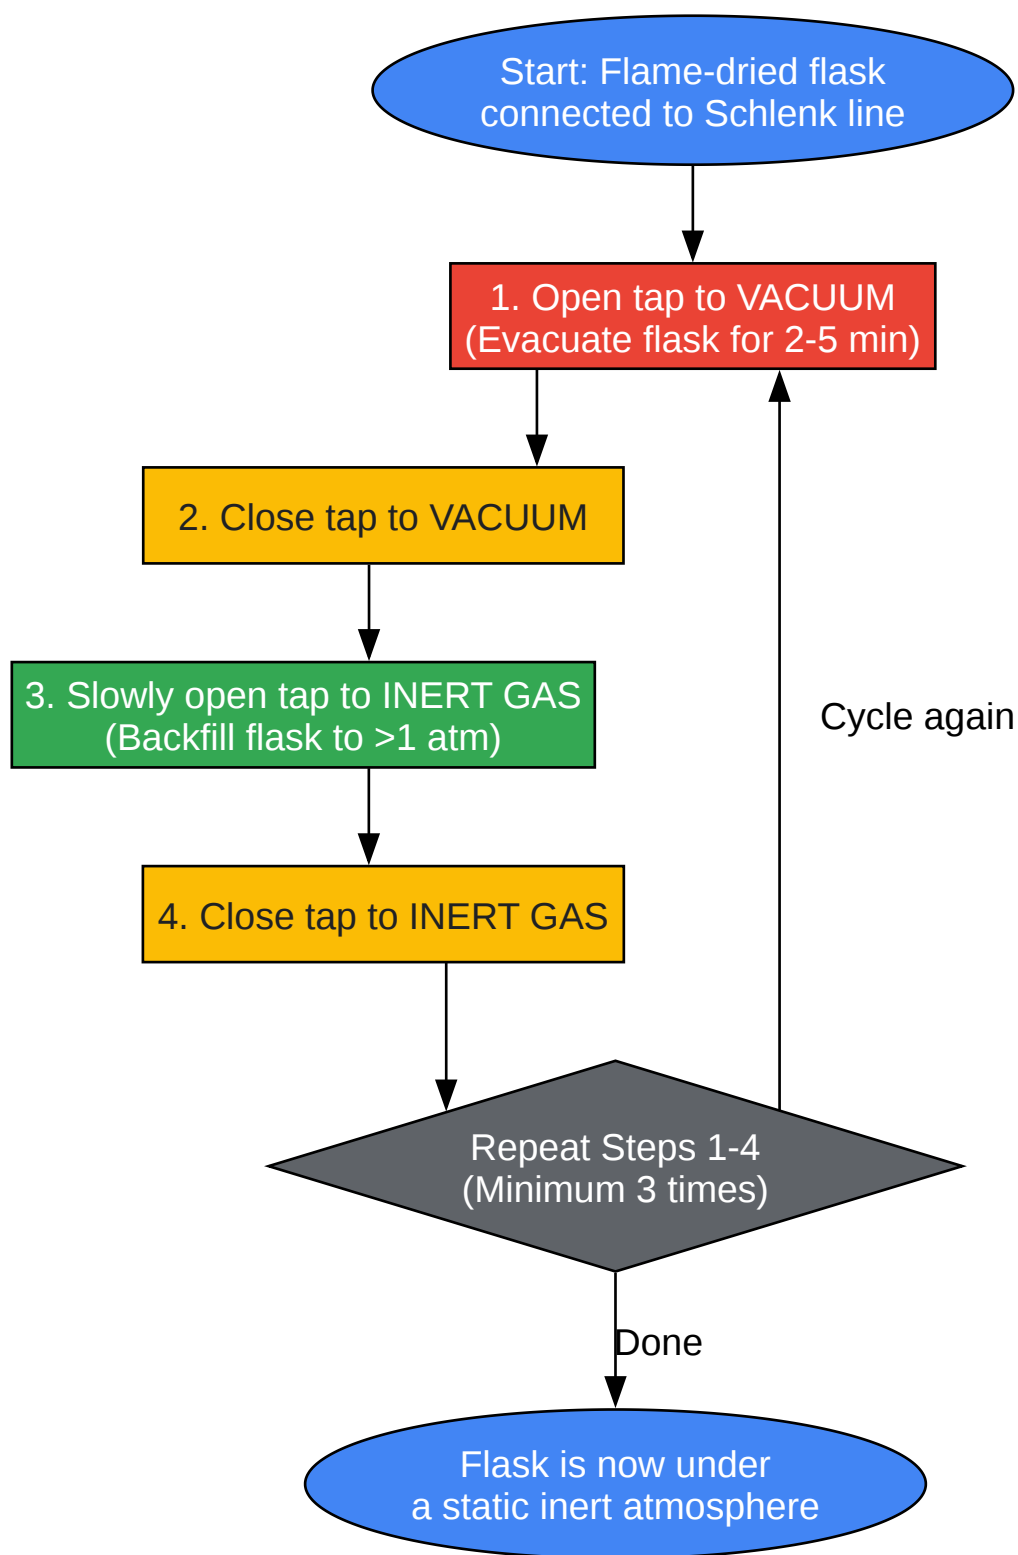 Start: Flame-dried flask
connected to Schlenk line
1. Open tap to VACUUM
(Evacuate flask for 2-5 min)
2. Close tap to VACUUM
3. Slowly open tap to INERT GAS
(Backfill flask to >1 atm)
Cycle again
4. Close tap to INERT GAS
Repeat Steps 1-4
(Minimum 3 times)
Done
Flask is now under
a static inert atmosphere